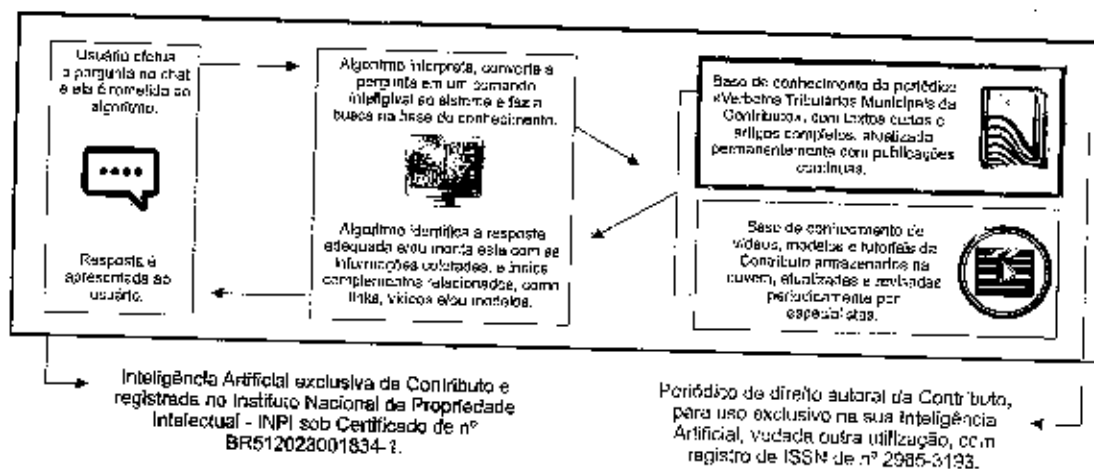 Usuário efetua
a pergunta no chat
e ela é remetida ao
algoritmo.
Resposta é
apresentada ao
usuário.
Algoritmo interpreta, converte a
pergunta em um comando
inteligível ao sistema e faz a
busca na base de conhecimento.
Algoritmo identifica a resposta
adequada e/ou monta esta com as
informações coletadas, e indica
complementos relacionados, como
links, vídeos e/ou modelos.
Base de conhecimento do periódico
«Verbetes Tributários Municipais da
Contributo», com textos curtos e
artigos completos, atualizada
permanentemente com publicações
contínuas.
Base de conhecimento de
vídeos, modelos e tutoriais da
Contributo armazenados na
nuvem, atualizadas e revisadas
periodicamente por
especialistas.
Inteligência Artificial exclusiva da Contributo e
registrada no Instituto Nacional da Propriedade
Intelectual - INPI sob Certificado de nº
BR512023001834-1.
Periódico de direito autoral da Contributo,
para uso exclusivo na sua Inteligência
Artificial, vedada outra utilização, com
registro de ISSN de nº 2965-3193.